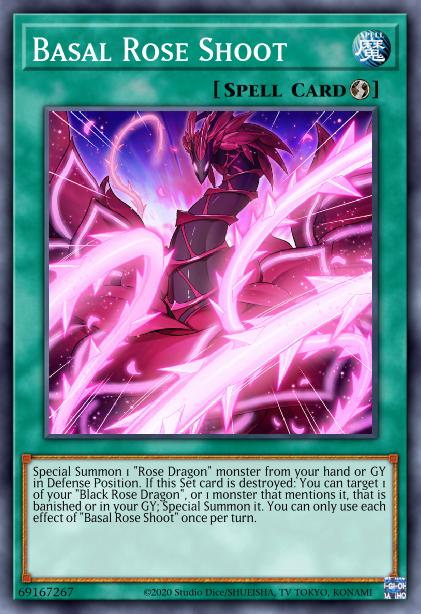 BASAL ROSE SHOOT
SPELL
魔
[SPELL CARD]
Special Summon 1 "Rose Dragon" monster from your hand or GY
in Defense Position. If this Set card is destroyed: You can target 1
of your "Black Rose Dragon", or 1 monster that mentions it, that is
banished or in your GY; Special Summon it. You can only use each
effect of "Basal Rose Shoot" once per turn.
69167267
©2020 Studio Dice/SHUEISHA, TV TOKYO, KONAMI